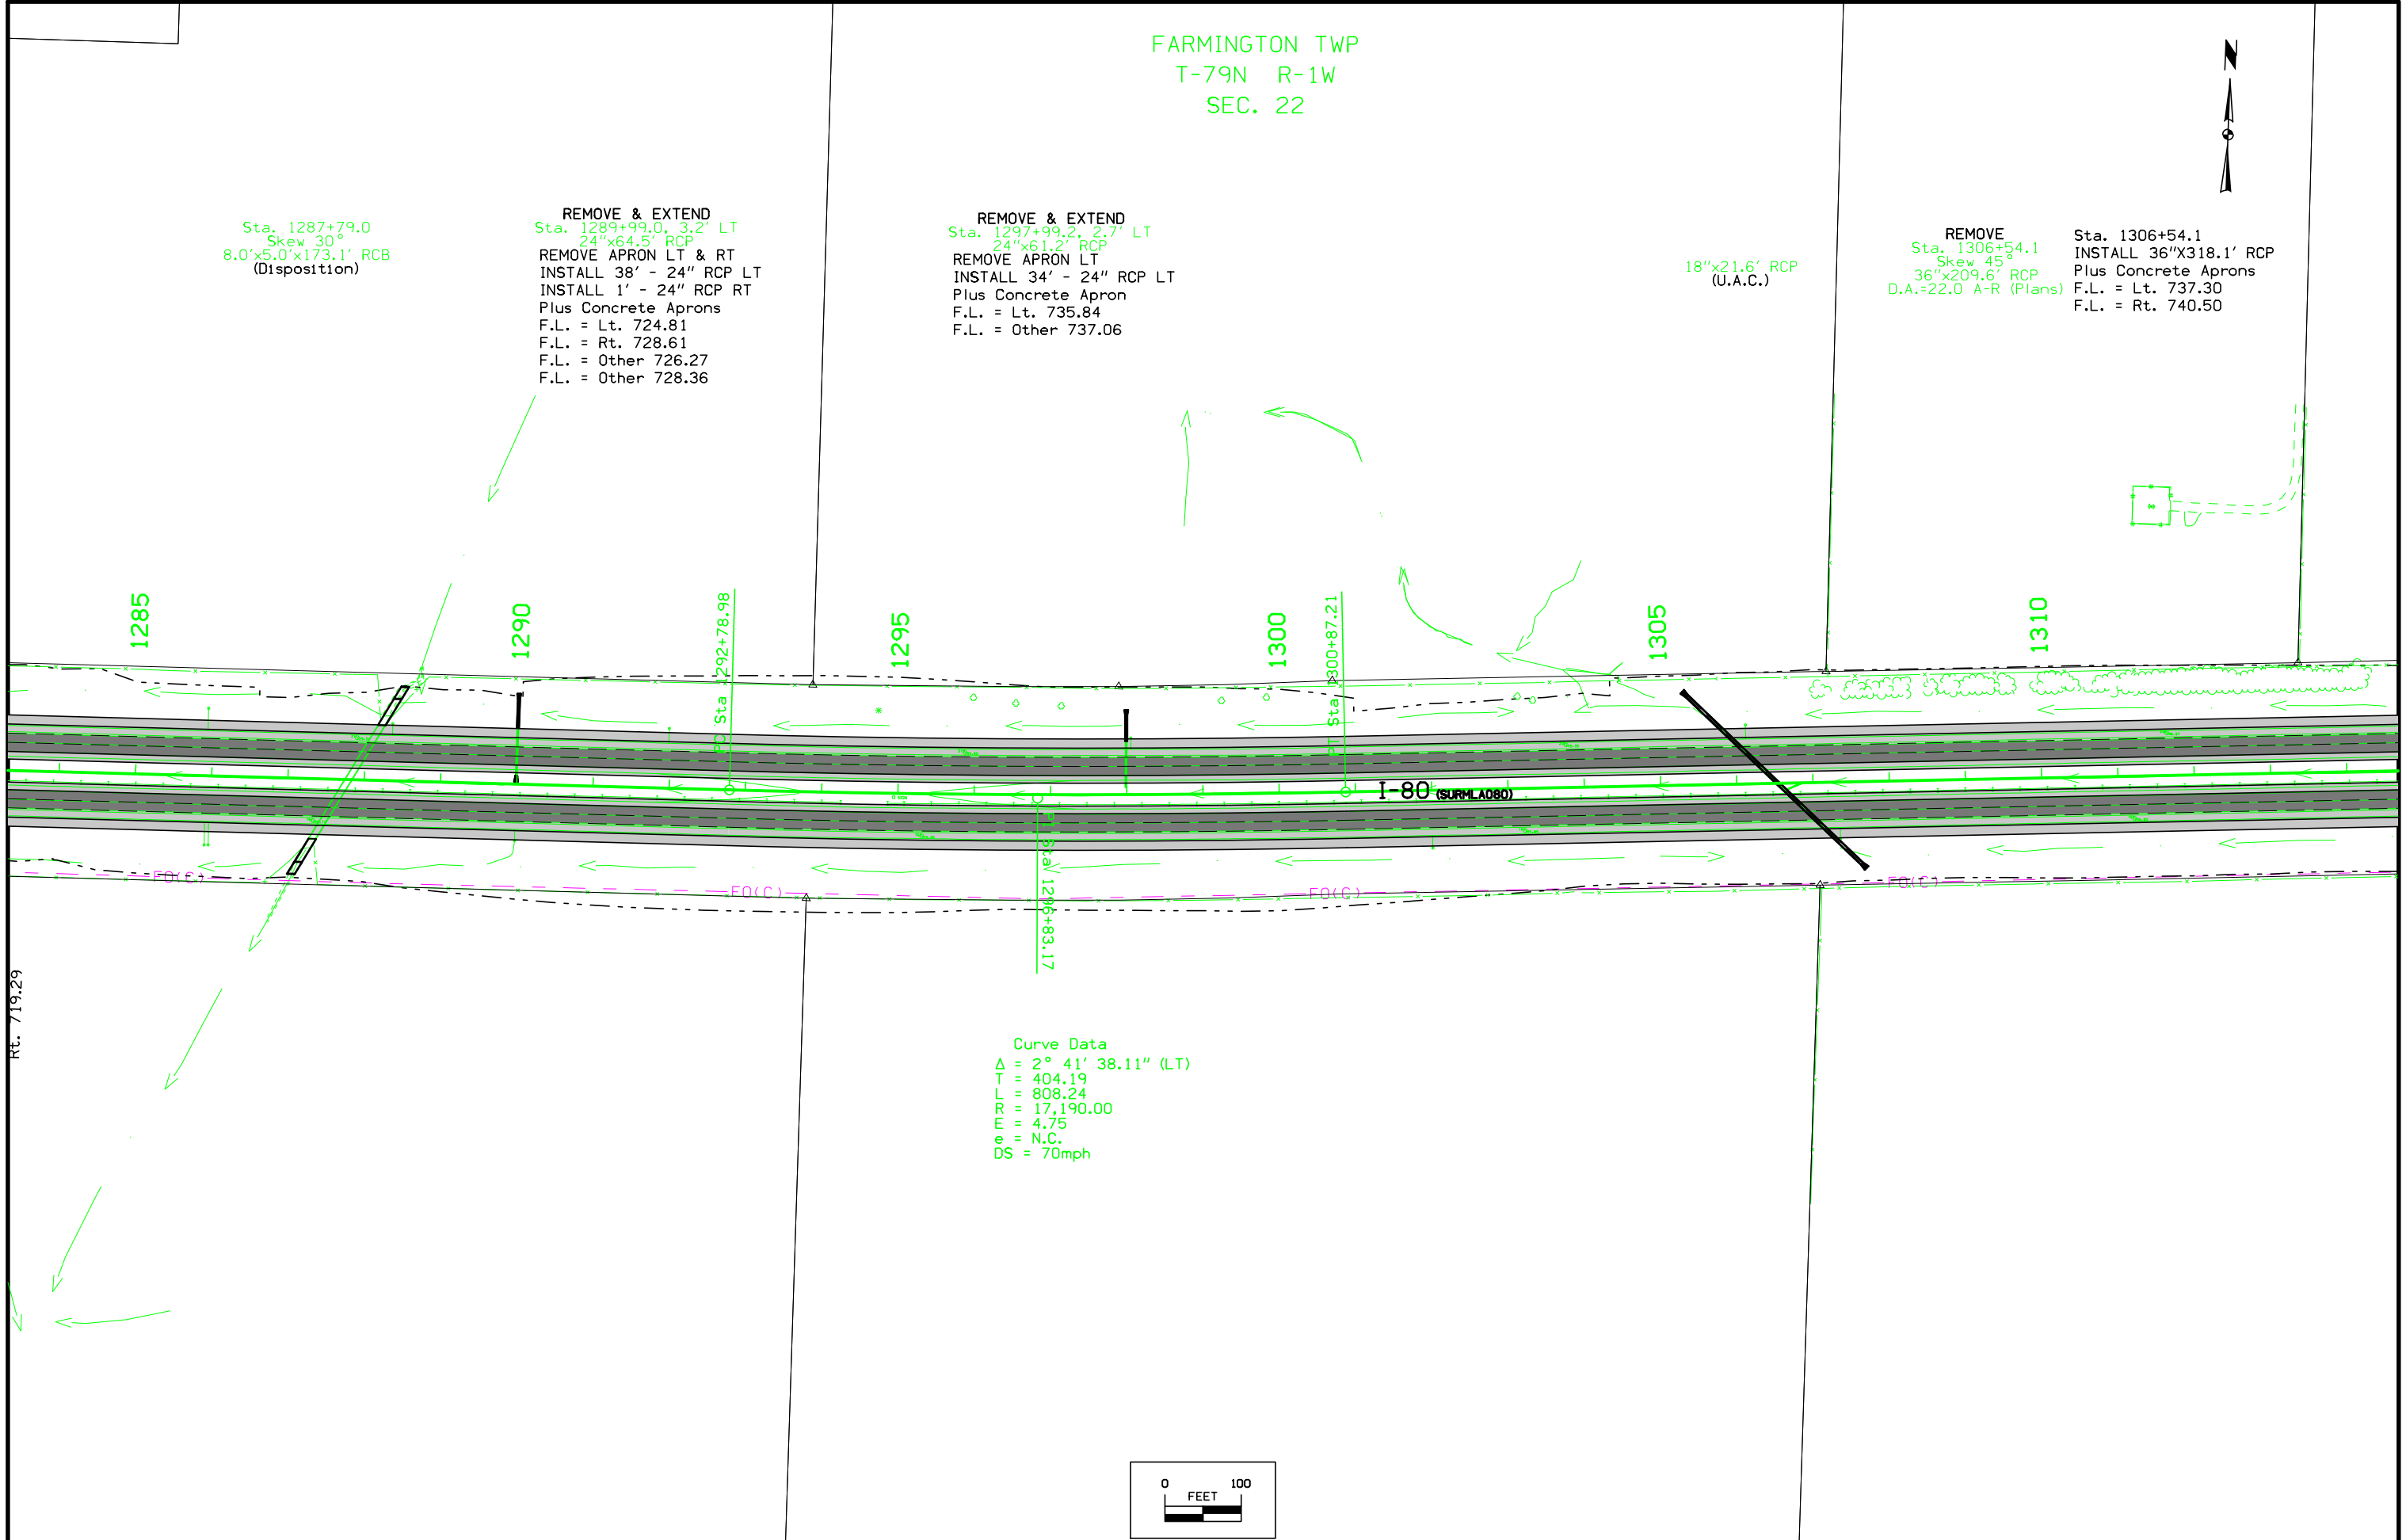 FARMINGTON TWP
T-79N R-1W
SEC. 22
N
Sta. 1287+79.0
Skew 30°
8.0'x5.0'x173.1' RCB
(Disposition)
REMOVE & EXTEND
Sta. 1289+99.0, 3.2' LT
24"x64.5' RCP
REMOVE APRON LT & RT
INSTALL 38' - 24" RCP LT
INSTALL 1' - 24" RCP RT
Plus Concrete Aprons
F.L. = Lt. 724.81
F.L. = Rt. 728.61
F.L. = Other 726.27
F.L. = Other 728.36
REMOVE & EXTEND
Sta. 1297+99.2, 2.7' LT
24"x61.2' RCP
REMOVE APRON LT
INSTALL 34' - 24" RCP LT
Plus Concrete Apron
F.L. = Lt. 735.84
F.L. = Other 737.06
18"x21.6' RCP
(U.A.C.)
REMOVE
Sta. 1306+54.1
Skew 45°
36"x209.6' RCP
D.A.=22.0 A-R (Plans)
Sta. 1306+54.1
INSTALL 36"X318.1' RCP
Plus Concrete Aprons
F.L. = Lt. 737.30
F.L. = Rt. 740.50
1285
1290
PC Sta 1292+78.98
1295
1300
PT Sta 1300+87.21
1305
1310
I-80 (SURMLA080)
PI Sta 1296+83.17
FO(C)
FO(C)
FO(C)
FO(C)
Rt. 719.29
Curve Data
Δ = 2° 41' 38.11" (LT)
T = 404.19
L = 808.24
R = 17,190.00
E = 4.75
e = N.C.
DS = 70mph
0 100
FEET